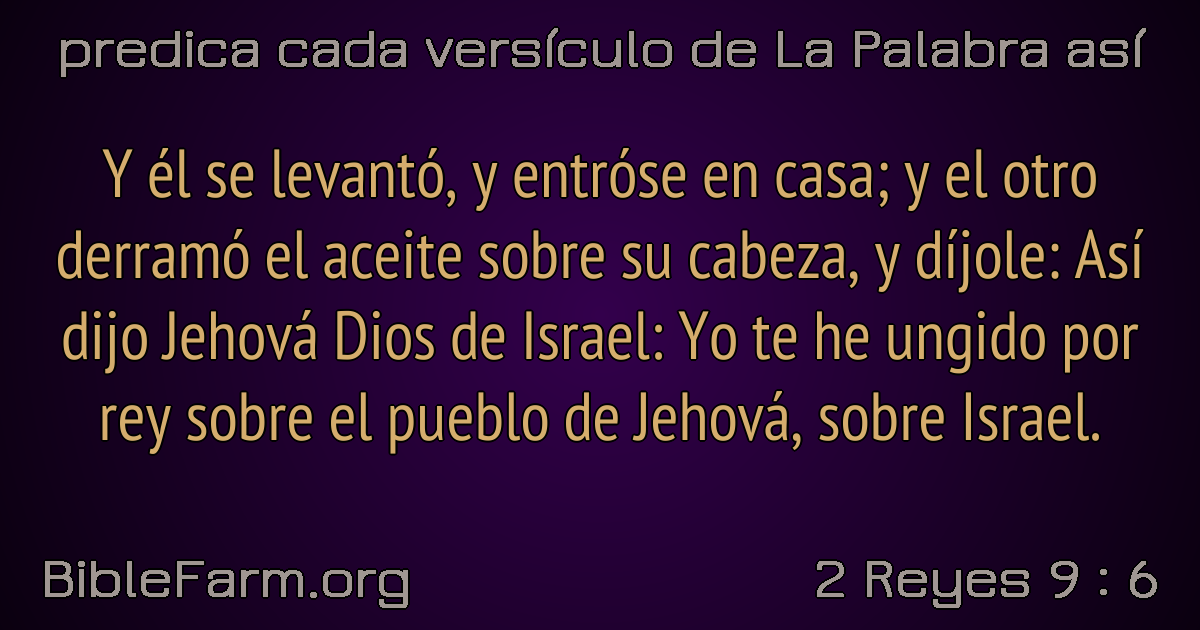 predica cada versículo de La Palabra así
Y él se levantó, y entróse en casa; y el otro
derramó el aceite sobre su cabeza, y díjole: Así
dijo Jehová Dios de Israel: Yo te he ungido por
rey sobre el pueblo de Jehová, sobre Israel.
BibleFarm.org
2 Reyes 9 : 6